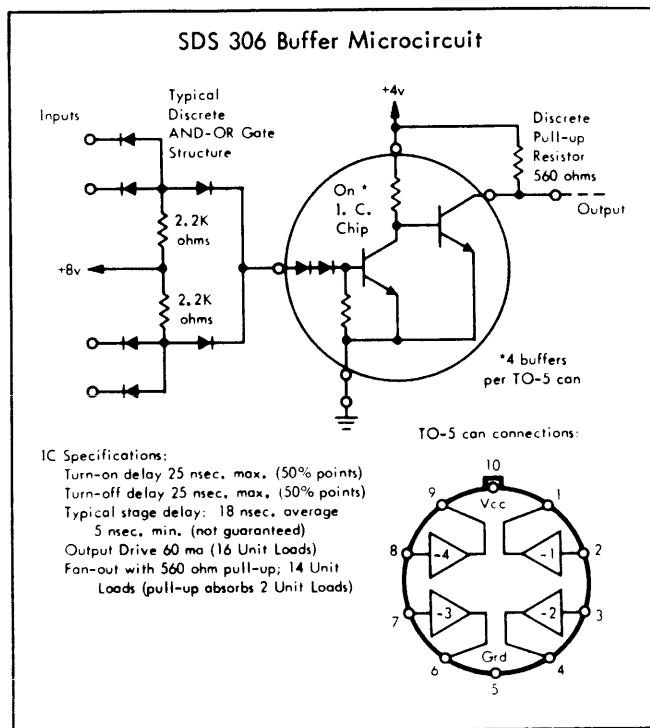 SDS 306 Buffer Microcircuit
Inputs
Typical
Discrete
AND-OR Gate
Structure
+4v
Discrete
Pull-up
Resistor
560 ohms
Output
On *
I. C.
Chip
2.2K
ohms
+8v
2.2K
ohms
*4 buffers
per TO-5 can
IC Specifications:
Turn-on delay 25 nsec. max. (50% points)
Turn-off delay 25 nsec. max. (50% points)
Typical stage delay: 18 nsec. average
5 nsec. min. (not guaranteed)
Output Drive 60 ma (16 Unit Loads)
Fan-out with 560 ohm pull-up; 14 Unit
Loads (pull-up absorbs 2 Unit Loads)
TO-5 can connections:
10
Vcc
9
1
8
-4
-1
2
7
-3
-2
3
6
Grd
4
5